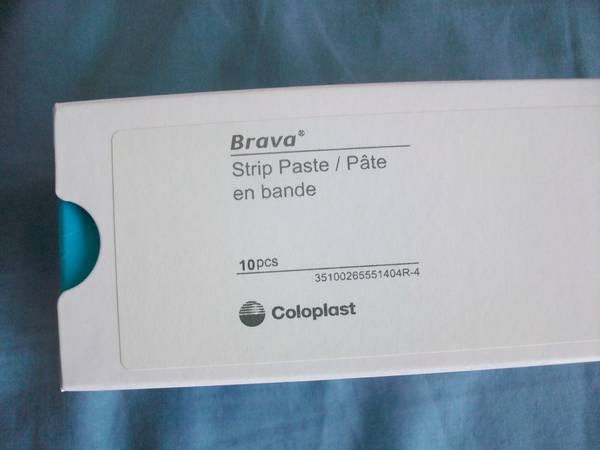 Brava®
Strip Paste / Pâte
en bande
10pcs
35100265551404R-4
Coloplast